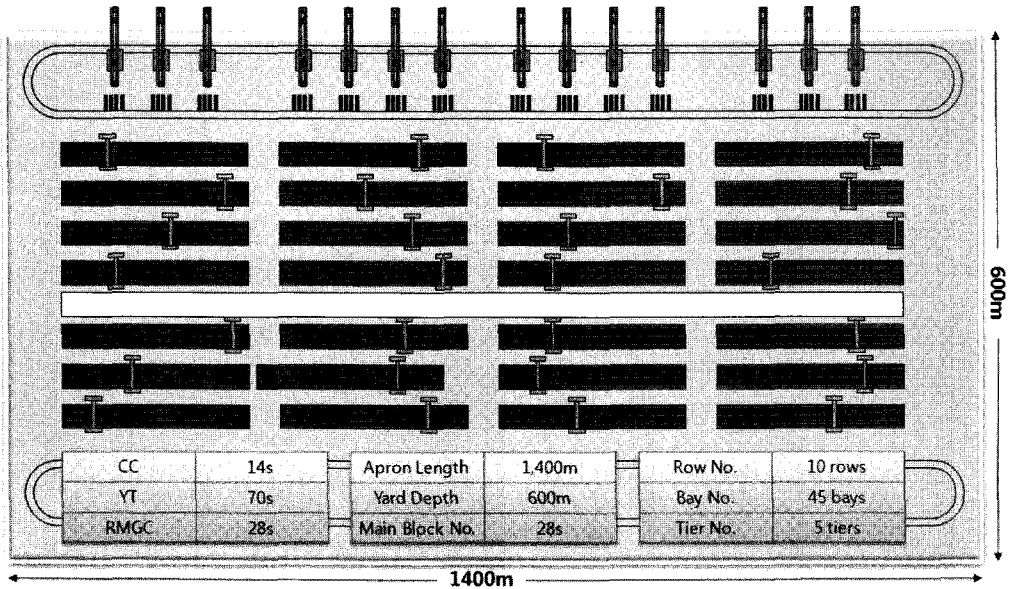 CC 14s Apron Length 1,400m Row No. 10 rows
YT 70s Yard Depth 600m Bay No. 45 bays
RMGC 28s Main Block No. 28s Tier No. 5 tiers
600m
1400m